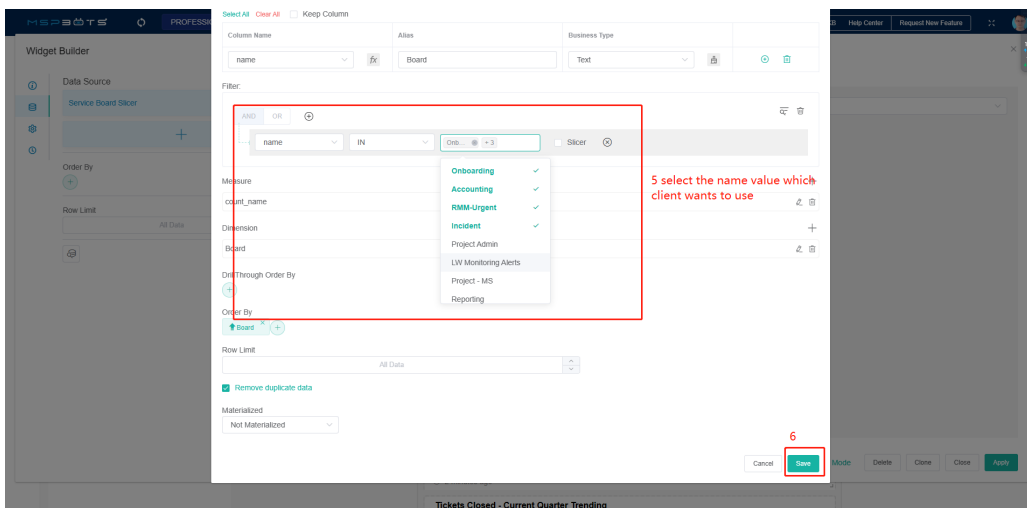 MSPBOTS
PROFESSI
KB Help Center Request New Feature
Widget Builder
Data Source
Service Board Slicer
Order By
Row Limit
All Data
Select All Clear All Keep Column
Column Name Alias Business Type
name fx Board Text
Filter:
AND OR
name IN Onb... + 3 Slicer
Onboarding
Accounting
RMM-Urgent
Incident
Project Admin
LW Monitoring Alerts
Project - MS
Reporting
5 select the name value which
client wants to use
Measure
count_name
Dimension
Board
DrillThrough Order By
Order By
Board
Row Limit
All Data
Remove duplicate data
Materialized
Not Materialized
6
Cancel Save
Mode Delete Clone Close Apply
Tickets Closed - Current Quarter Trending